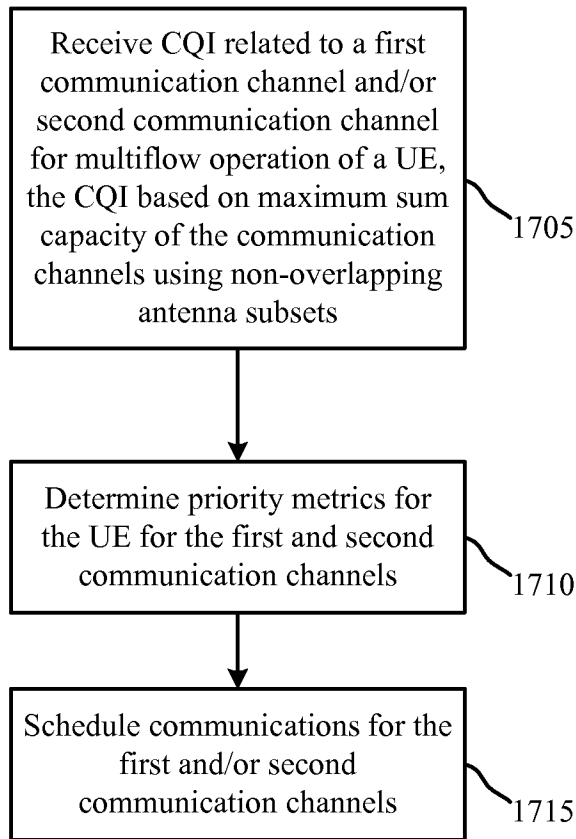 Receive CQI related to a first
communication channel and/or
second communication channel
for multiflow operation of a UE,
the CQI based on maximum sum
capacity of the communication
channels using non-overlapping
antenna subsets
1705
Determine priority metrics for
the UE for the first and second
communication channels
1710
Schedule communications for the
first and/or second
communication channels
1715